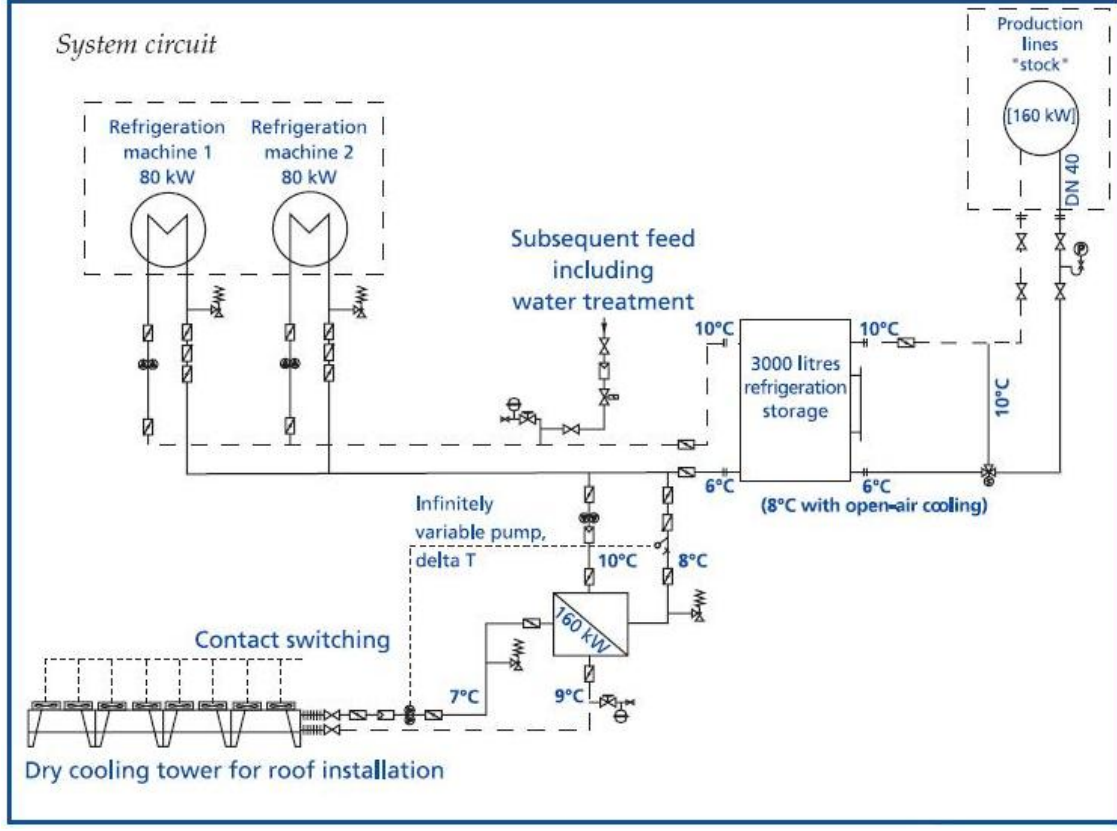 System circuit
Production
lines
"stock"
[160 kW]
DN 40
Refrigeration
machine 1
80 kW
Refrigeration
machine 2
80 kW
Subsequent feed
including
water treatment
10°C
10°C
3000 litres
refrigeration
storage
10°C
6°C
6°C
(8°C with open-air cooling)
Infinitely
variable pump,
delta T
10°C
8°C
160 kW
Contact switching
7°C
9°C
Dry cooling tower for roof installation
P